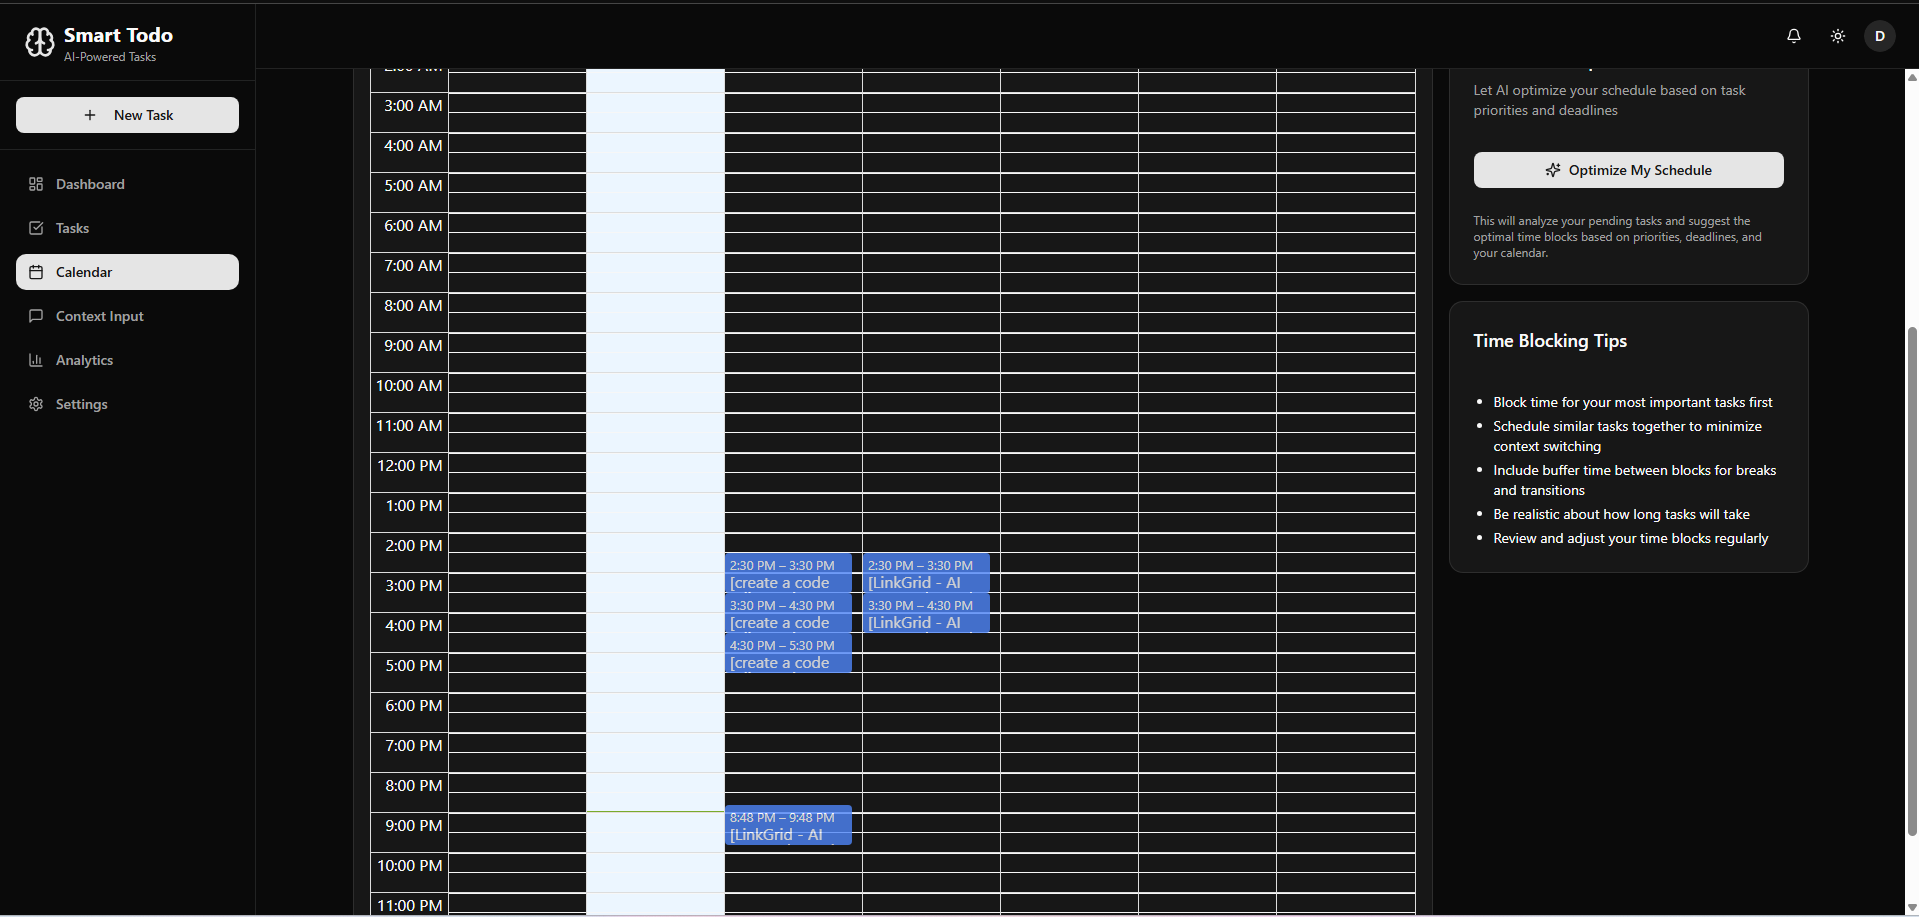 Smart Todo
AI-Powered Tasks
D
New Task
Dashboard
Tasks
Calendar
Context Input
Analytics
Settings
3:00 AM
4:00 AM
5:00 AM
6:00 AM
7:00 AM
8:00 AM
9:00 AM
10:00 AM
11:00 AM
12:00 PM
1:00 PM
2:00 PM
3:00 PM
4:00 PM
5:00 PM
6:00 PM
7:00 PM
8:00 PM
9:00 PM
10:00 PM
11:00 PM
2:30 PM – 3:30 PM
[create a code
3:30 PM – 4:30 PM
[create a code
4:30 PM – 5:30 PM
[create a code
8:48 PM – 9:48 PM
[LinkGrid - AI
2:30 PM – 3:30 PM
[LinkGrid - AI
3:30 PM – 4:30 PM
[LinkGrid - AI
Let AI optimize your schedule based on task
priorities and deadlines
Optimize My Schedule
This will analyze your pending tasks and suggest the
optimal time blocks based on priorities, deadlines, and
your calendar.
Time Blocking Tips
• Block time for your most important tasks first
• Schedule similar tasks together to minimize
context switching
• Include buffer time between blocks for breaks
and transitions
• Be realistic about how long tasks will take
• Review and adjust your time blocks regularly